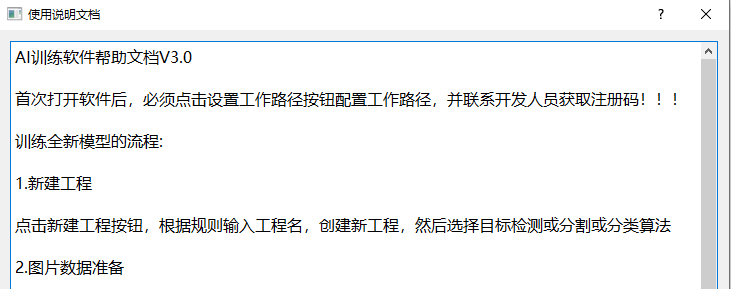 使用说明文档
AI训练软件帮助文档V3.0
首次打开软件后，必须点击设置工作路径按钮配置工作路径，并联系开发人员获取注册码！！！
训练全新模型的流程:
1.新建工程
点击新建工程按钮，根据规则输入工程名，创建新工程，然后选择目标检测或分割或分类算法
2.图片数据准备